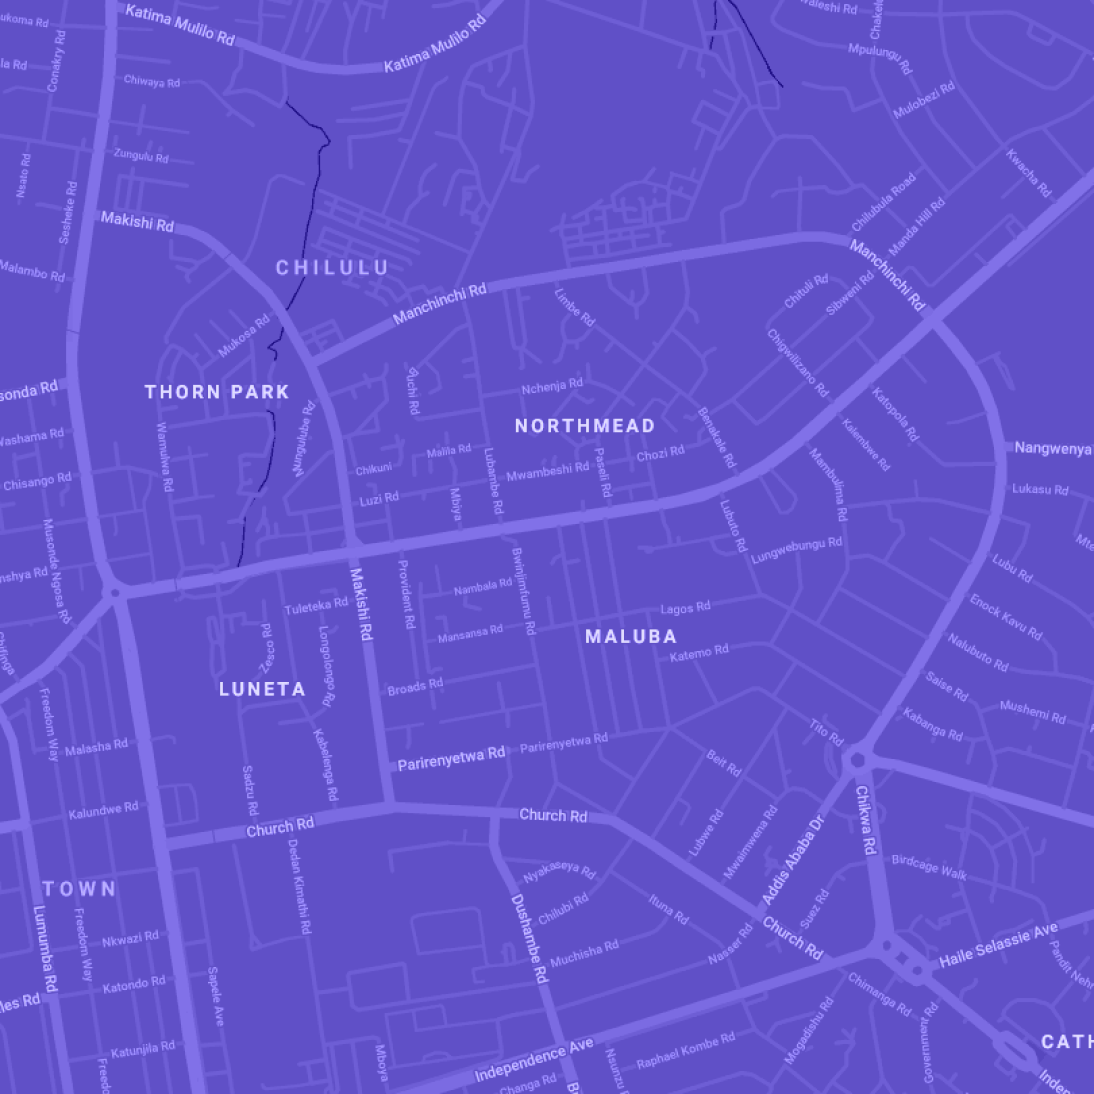 Katima Mulilo Rd
Katima Mulilo Rd
Conakry Rd
Chiwaya Rd
Zungulu Rd
Nsato Rd
Sesheke Rd
Makishi Rd
Malambo Rd
CHILULU
Mpulungu Rd
Mulobezi Rd
Kwacha Rd
Chilubula Road
Manda Hill Rd
Manchinchi Rd
Manchinchi Rd
Limbe Rd
Chituli Rd
Sibweni Rd
Mukosa Rd
Chigwilizano Rd
THORN PARK
Nchenja Rd
NORTHMEAD
Katopola Rd
Kalembwe Rd
Benakale Rd
Nangwenya
Washama Rd
Wamulwa Rd
Malila Rd
Chikuni
Chozi Rd
Mwambeshi Rd
Paseli Rd
Lubambe Rd
Chisango Rd
Luzi Rd
Mbiya
Mambulima Rd
Lukasu Rd
Lubuto Rd
Lungwebungu Rd
Musonde Ngosa Rd
Lubu Rd
Bwinjimfumu Rd
Provident Rd
Nambala Rd
Makishi Rd
Tuleteka Rd
Lagos Rd
Enock Kavu Rd
Mansansa Rd
MALUBA
Zesco Rd
Longolongo Rd
Katemo Rd
Nalubuto Rd
LUNETA
Broads Rd
Saise Rd
Mushemi Rd
Freedom Way
Kabanga Rd
Tito Rd
Malasha Rd
Kabelenga Rd
Parirenyetwa Rd
Parirenyetwa Rd
Beit Rd
Sadzu Rd
Kalundwe Rd
Church Rd
Church Rd
Chikwa Rd
Lubwe Rd
Mwalmwena Rd
Addis Ababa Dr
Birdcage Walk
TOWN
Dedan Kimathi Rd
Nyakaseya Rd
Chilubi Rd
Ituna Rd
Suez Rd
Lumumba Rd
Freedom Way
Nkwazi Rd
Dushambe Rd
Muchisha Rd
Nasser Rd
Church Rd
Haile Selassie Ave
Katondo Rd
Sapele Ave
Chimanga Rd
Mogadishu Rd
Independence Ave
Raphael Kombe Rd
Katunjila Rd
Mboya
Nsunzu
Changa Rd